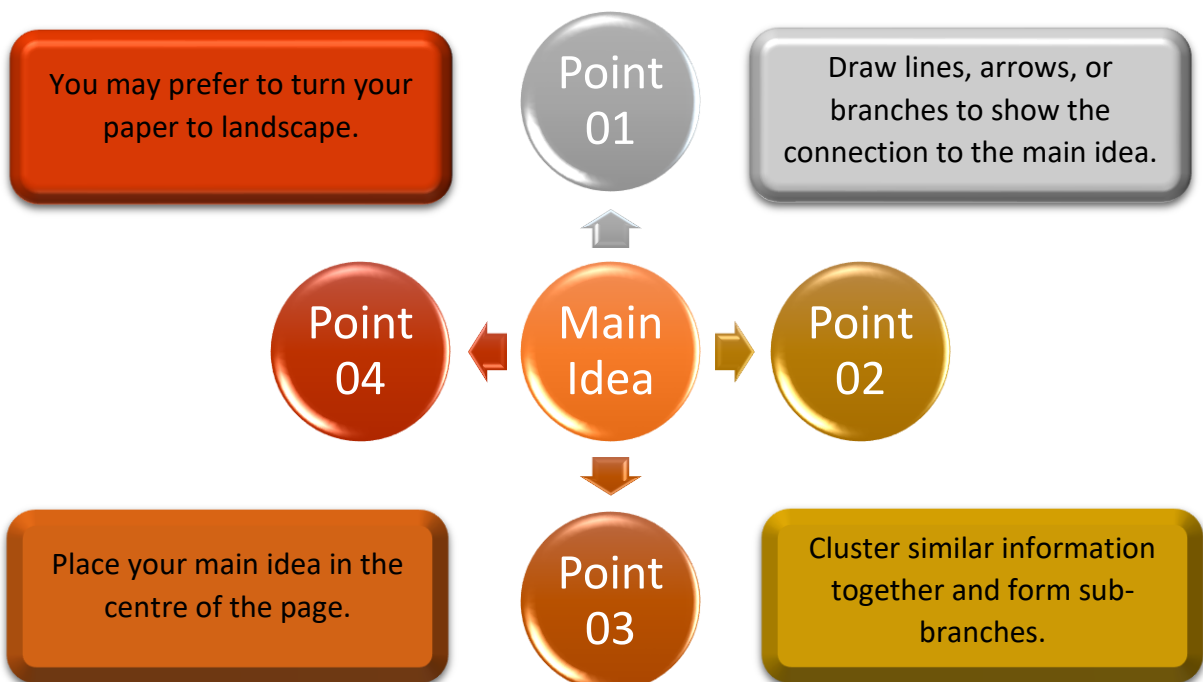 You may prefer to turn your
paper to landscape.
Point
01
Draw lines, arrows, or
branches to show the
connection to the main idea.
Point
04
Main
Idea
Point
02
Place your main idea in the
centre of the page.
Point
03
Cluster similar information
together and form sub-
branches.